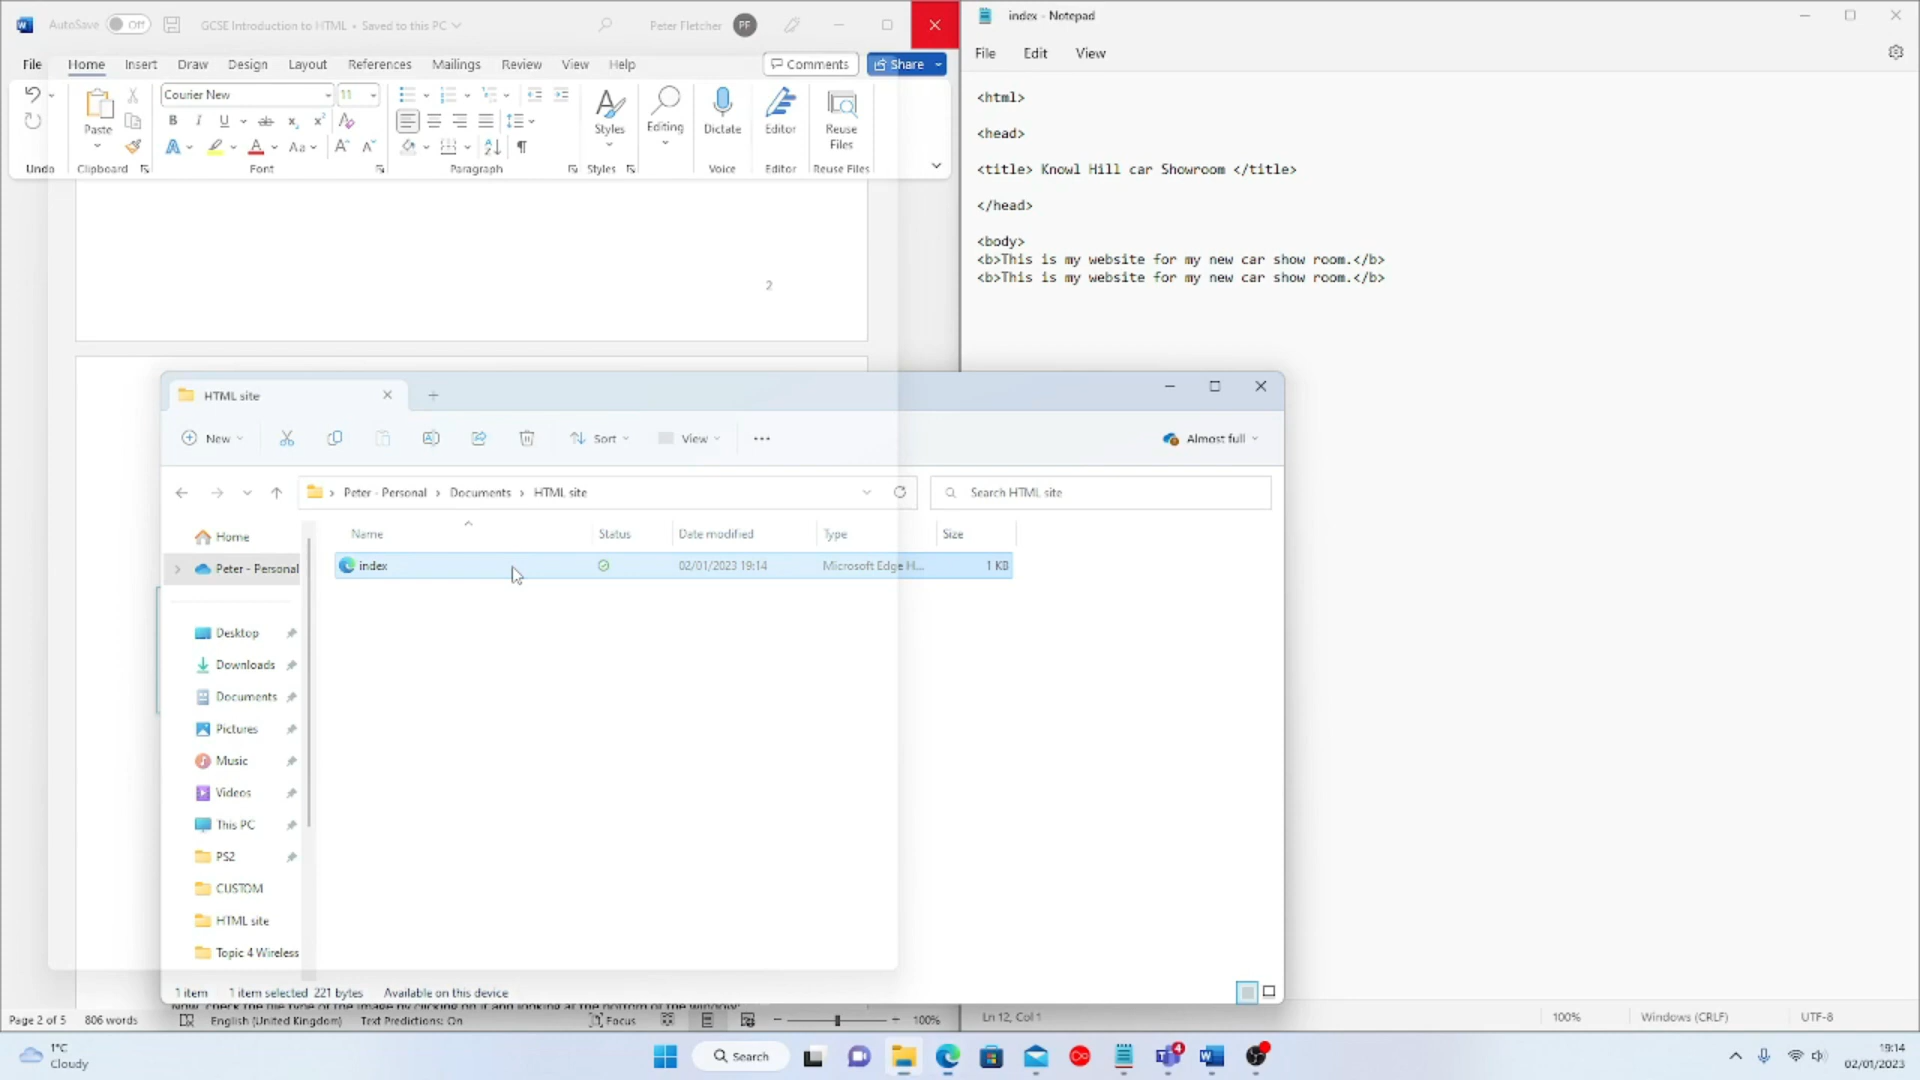 AutoSave Off GCSE Introduction to HTML • Saved to this PC Peter Fletcher PF
File Home Insert Draw Design Layout References Mailings Review View Help Comments Share
Courier New 11
Paste Styles Editing Dictate Editor Reuse Files
B I U ab x₂ x² A
A Aa A A
Undo Clipboard Font Paragraph Styles Voice Editor Reuse Files
2
index - Notepad
File Edit View
<html>
<head>
<title> Knowl Hill car Showroom </title>
</head>
<body>
<b>This is my website for my new car show room.</b>
<b>This is my website for my new car show room.</b>
HTML site
New Sort View Almost full
Peter - Personal > Documents > HTML site Search HTML site
Name Status Date modified Type Size
index 02/01/2023 19:14 Microsoft Edge H... 1 KB
Home
Peter - Personal
Desktop
Downloads
Documents
Pictures
Music
Videos
This PC
PS2
CUSTOM
HTML site
Topic 4 Wireless
1 item 1 item selected 221 bytes Available on this device
Page 2 of 5 806 words English (United Kingdom) Text Predictions: On Focus 100%
Ln 12, Col 1 100% Windows (CRLF) UTF-8
1°C
Cloudy
Search
4
19:14
02/01/2023